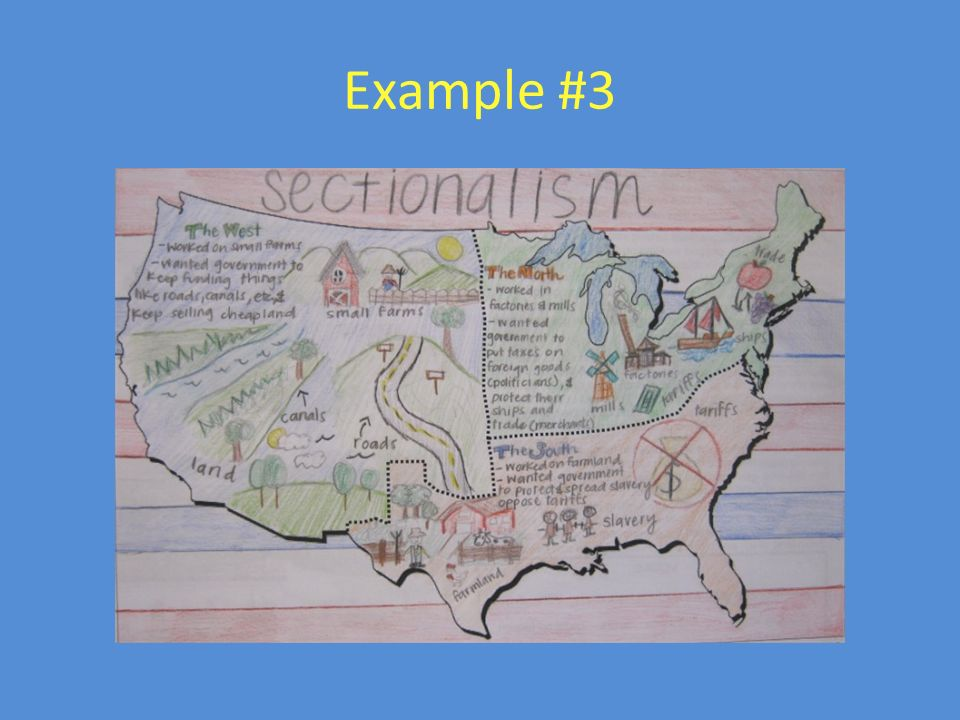 Example #3
Sectionalism
The West
-worked on small farms
-wanted government to
keep funding things
like roads, canals, etc, &
keep selling cheap land
small farms
canals
roads
land
The North
- worked in
factories & mills
- wanted
government to
put taxes on
foreign goods
(politicians), &
protect their
ships and
trade (merchants)
trade
ships
factories
mills
tariffs
The South
- worked on farmland
- wanted government
to protect & spread slavery
oppose tariffs
tariffs
$
slavery
farmland